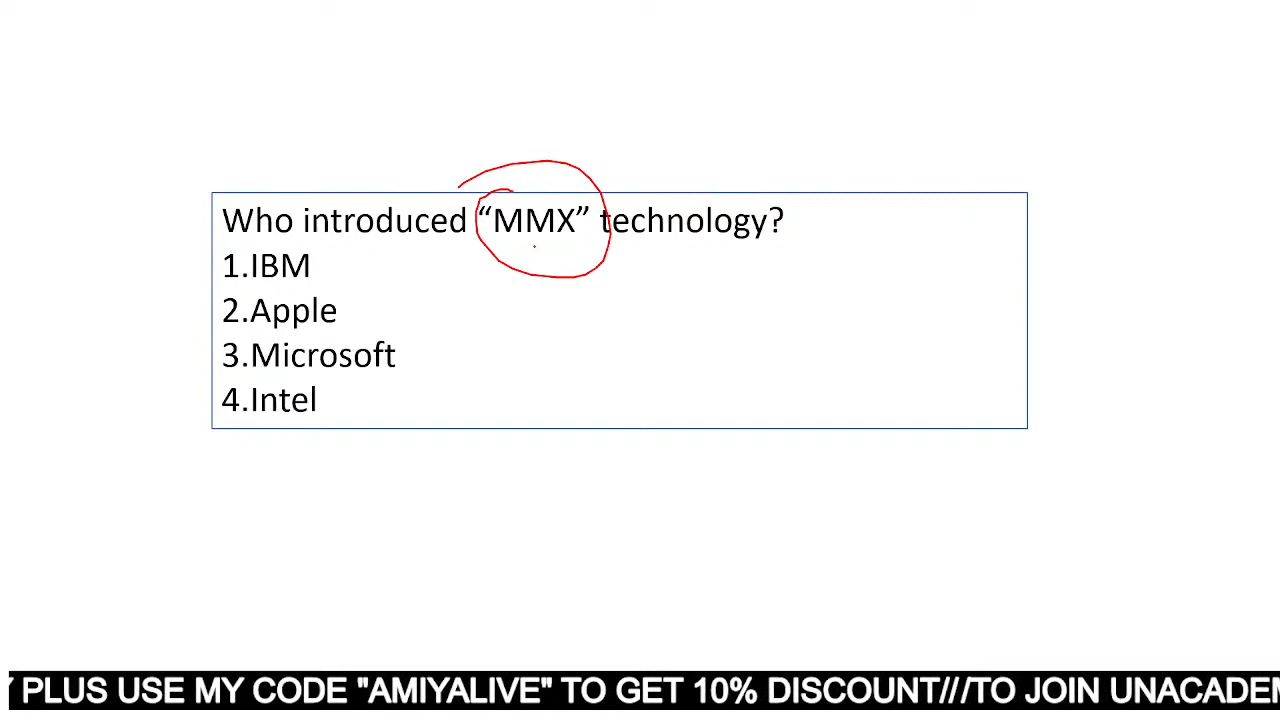 Who introduced “MMX” technology?
1.IBM
2.Apple
3.Microsoft
4.Intel
PLUS USE MY CODE "AMIYALIVE" TO GET 10% DISCOUNT///TO JOIN